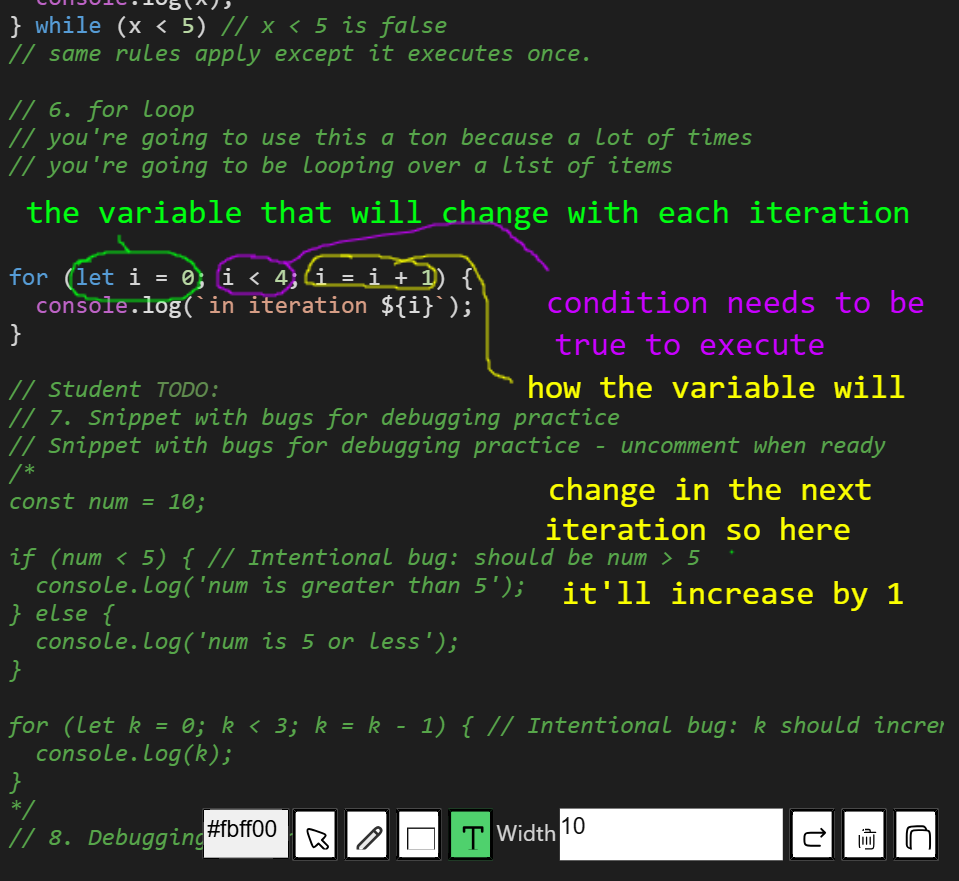 console.log(x);
} while (x < 5) // x < 5 is false
// same rules apply except it executes once.
// 6. for loop
// you're going to use this a ton because a lot of times
// you're going to be looping over a list of items
the variable that will change with each iteration
for (let i = 0; i < 4; i = i + 1) {
console.log(`in iteration ${i}`);
}
condition needs to be
true to execute
how the variable will
change in the next
iteration so here
it'll increase by 1
// Student TODO:
// 7. Snippet with bugs for debugging practice
// Snippet with bugs for debugging practice - uncomment when ready
/*
const num = 10;
if (num < 5) { // Intentional bug: should be num > 5
console.log('num is greater than 5');
} else {
console.log('num is 5 or less');
}
for (let k = 0; k < 3; k = k - 1) { // Intentional bug: k should increm
console.log(k);
}
*/
// 8. Debugging
#fbff00
T
Width
10